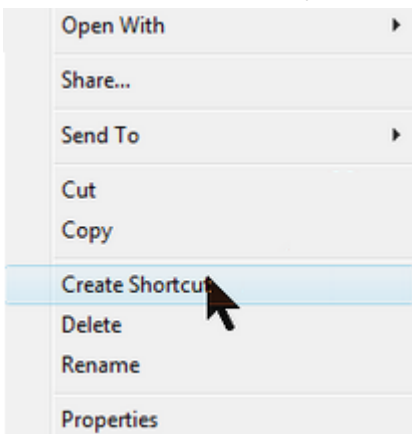 Open With
Share...
Send To
Cut
Copy
Create Shortcut
Delete
Rename
Properties